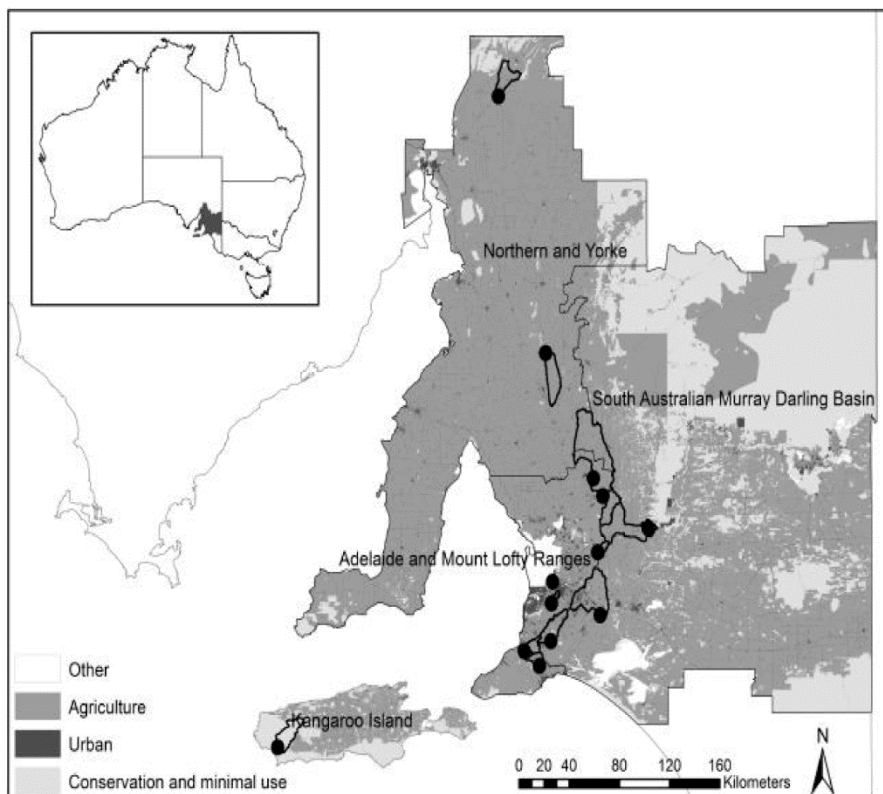 Northern and Yorke
South Australian Murray Darling Basin
Adelaide and Mount Lofty Ranges
Kangaroo Island
Other
Agriculture
Urban
Conservation and minimal use
N
0 20 40 80 120 160
Kilometers